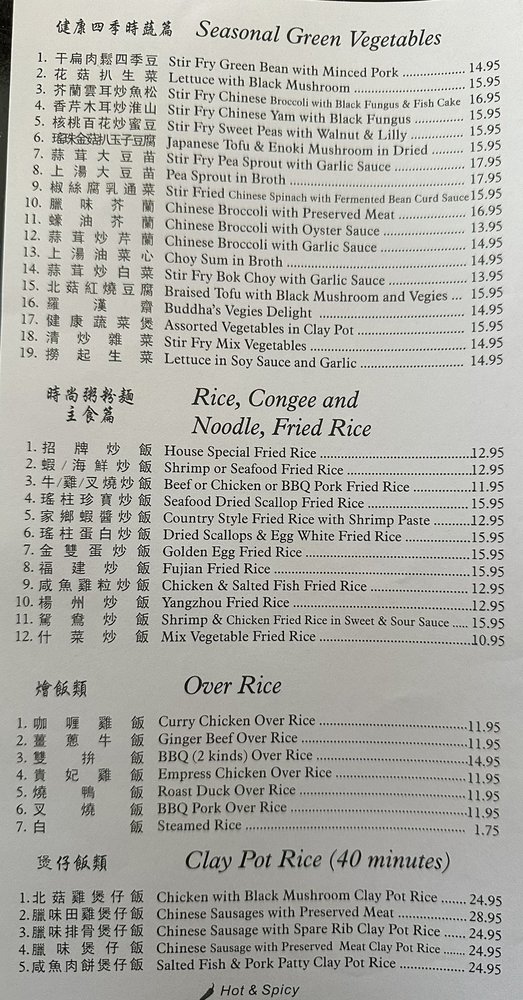 健康四季時蔬篇 Seasonal Green Vegetables
1. 干扁肉鬆四季豆 Stir Fry Green Bean with Minced Pork 14.95
2. 花菇扒生菜 Lettuce with Black Mushroom 15.95
3. 芥蘭雲耳炒魚松 Stir Fry Chinese Broccoli with Black Fungus & Fish Cake 16.95
4. 香芹木耳炒淮山 Stir Fry Chinese Yam with Black Fungus 15.95
5. 核桃百花炒蜜豆 Stir Fry Sweet Peas with Walnut & Lilly 15.95
6. 瑤珠金菇扒玉子豆腐 Japanese Tofu & Enoki Mushroom in Dried 15.95
7. 蒜茸大豆苗 Stir Fry Pea Sprout with Garlic Sauce 17.95
8. 上湯大豆苗 Pea Sprout in Broth 17.95
9. 椒絲腐乳通菜 Stir Fried Chinese Spinach with Fermented Bean Curd Sauce 15.95
10. 臘味芥蘭 Chinese Broccoli with Preserved Meat 16.95
11. 蠔油芥蘭 Chinese Broccoli with Oyster Sauce 13.95
12. 蒜茸炒芥蘭 Chinese Broccoli with Garlic Sauce 14.95
13. 上湯油菜心 Choy Sum in Broth 14.95
14. 蒜茸炒白菜 Stir Fry Bok Choy with Garlic Sauce 13.95
15. 北菇紅燒豆腐 Braised Tofu with Black Mushroom and Vegies 15.95
16. 羅漢齋 Buddha's Vegies Delight 14.95
17. 健康蔬菜煲 Assorted Vegetables in Clay Pot 15.95
18. 清炒雜菜 Stir Fry Mix Vegetables 14.95
19. 撈起生菜 Lettuce in Soy Sauce and Garlic 14.95
時尚粥粉麵 Rice, Congee and
主食篇 Noodle, Fried Rice
1. 招牌炒飯 House Special Fried Rice 12.95
2. 蝦/海鮮炒飯 Shrimp or Seafood Fried Rice 12.95
3. 牛/雞/叉燒炒飯 Beef or Chicken or BBQ Pork Fried Rice 11.95
4. 瑤柱珍寶炒飯 Seafood Dried Scallop Fried Rice 15.95
5. 家鄉蝦醬炒飯 Country Style Fried Rice with Shrimp Paste 12.95
6. 瑤柱蛋白炒飯 Dried Scallops & Egg White Fried Rice 15.95
7. 金雙蛋炒飯 Golden Egg Fried Rice 15.95
8. 福建炒飯 Fujian Fried Rice 15.95
9. 咸魚雞粒炒飯 Chicken & Salted Fish Fried Rice 12.95
10. 楊州炒飯 Yangzhou Fried Rice 12.95
11. 鴛鴦炒飯 Shrimp & Chicken Fried Rice in Sweet & Sour Sauce 15.95
12. 什菜炒飯 Mix Vegetable Fried Rice 10.95
燴飯類 Over Rice
1. 咖喱雞飯 Curry Chicken Over Rice 11.95
2. 薑蔥牛飯 Ginger Beef Over Rice 11.95
3. 雙拚飯 BBQ (2 kinds) Over Rice 14.95
4. 貴妃雞飯 Empress Chicken Over Rice 11.95
5. 燒鴨飯 Roast Duck Over Rice 11.95
6. 叉燒飯 BBQ Pork Over Rice 11.95
7. 白飯 Steamed Rice 1.75
煲仔飯類 Clay Pot Rice (40 minutes)
1. 北菇雞煲仔飯 Chicken with Black Mushroom Clay Pot Rice 24.95
2. 臘味田雞煲仔飯 Chinese Sausages with Preserved Meat 28.95
3. 臘味排骨煲仔飯 Chinese Sausage with Spare Rib Clay Pot Rice 24.95
4. 臘味煲仔飯 Chinese Sausage with Preserved Meat Clay Pot Rice 24.95
5. 咸魚肉餅煲仔飯 Salted Fish & Pork Patty Clay Pot Rice 24.95
Hot & Spicy